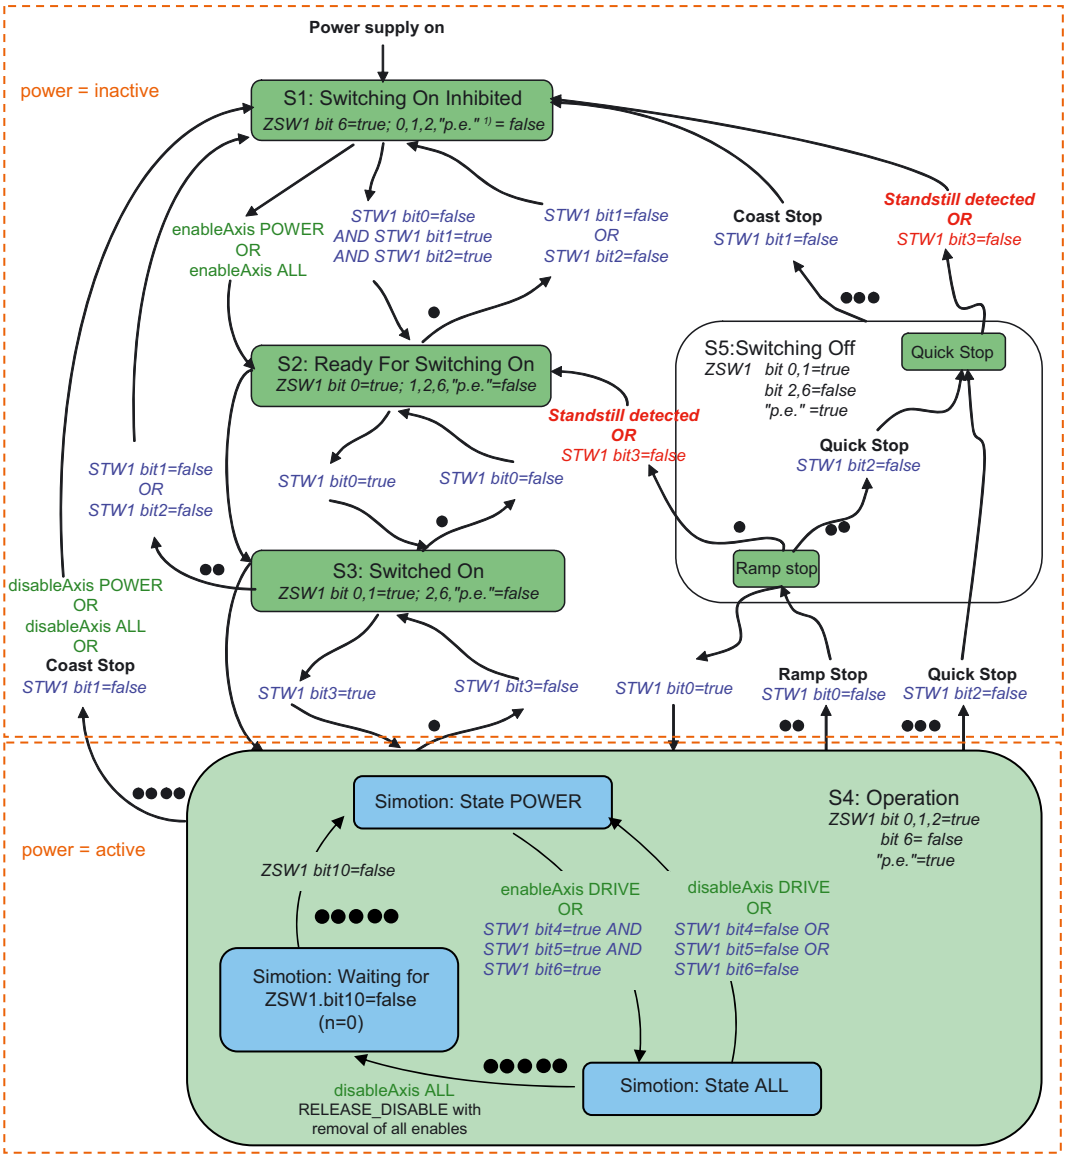 Power supply on
power = inactive
S1: Switching On Inhibited
ZSW1 bit 6=true; 0,1,2,"p.e." 1) = false
enableAxis POWER
OR
enableAxis ALL
STW1 bit0=false
AND STW1 bit1=true
AND STW1 bit2=true
STW1 bit1=false
OR
STW1 bit2=false
Coast Stop
STW1 bit1=false
Standstill detected
OR
STW1 bit3=false
S2: Ready For Switching On
ZSW1 bit 0=true; 1,2,6,"p.e."=false
S5:Switching Off
ZSW1 bit 0,1=true
bit 2,6=false
"p.e." =true
Quick Stop
Standstill detected
OR
STW1 bit3=false
Quick Stop
STW1 bit2=false
STW1 bit1=false
OR
STW1 bit2=false
STW1 bit0=true
STW1 bit0=false
S3: Switched On
ZSW1 bit 0,1=true; 2,6,"p.e."=false
Ramp stop
disableAxis POWER
OR
disableAxis ALL
OR
Coast Stop
STW1 bit1=false
STW1 bit3=true
STW1 bit3=false
STW1 bit0=true
Ramp Stop
STW1 bit0=false
Quick Stop
STW1 bit2=false
power = active
Simotion: State POWER
S4: Operation
ZSW1 bit 0,1,2=true
bit 6= false
"p.e."=true
ZSW1 bit10=false
enableAxis DRIVE
OR
STW1 bit4=true AND
STW1 bit5=true AND
STW1 bit6=true
disableAxis DRIVE
OR
STW1 bit4=false OR
STW1 bit5=false OR
STW1 bit6=false
Simotion: Waiting for
ZSW1.bit10=false
(n=0)
Simotion: State ALL
disableAxis ALL
RELEASE_DISABLE with
removal of all enables